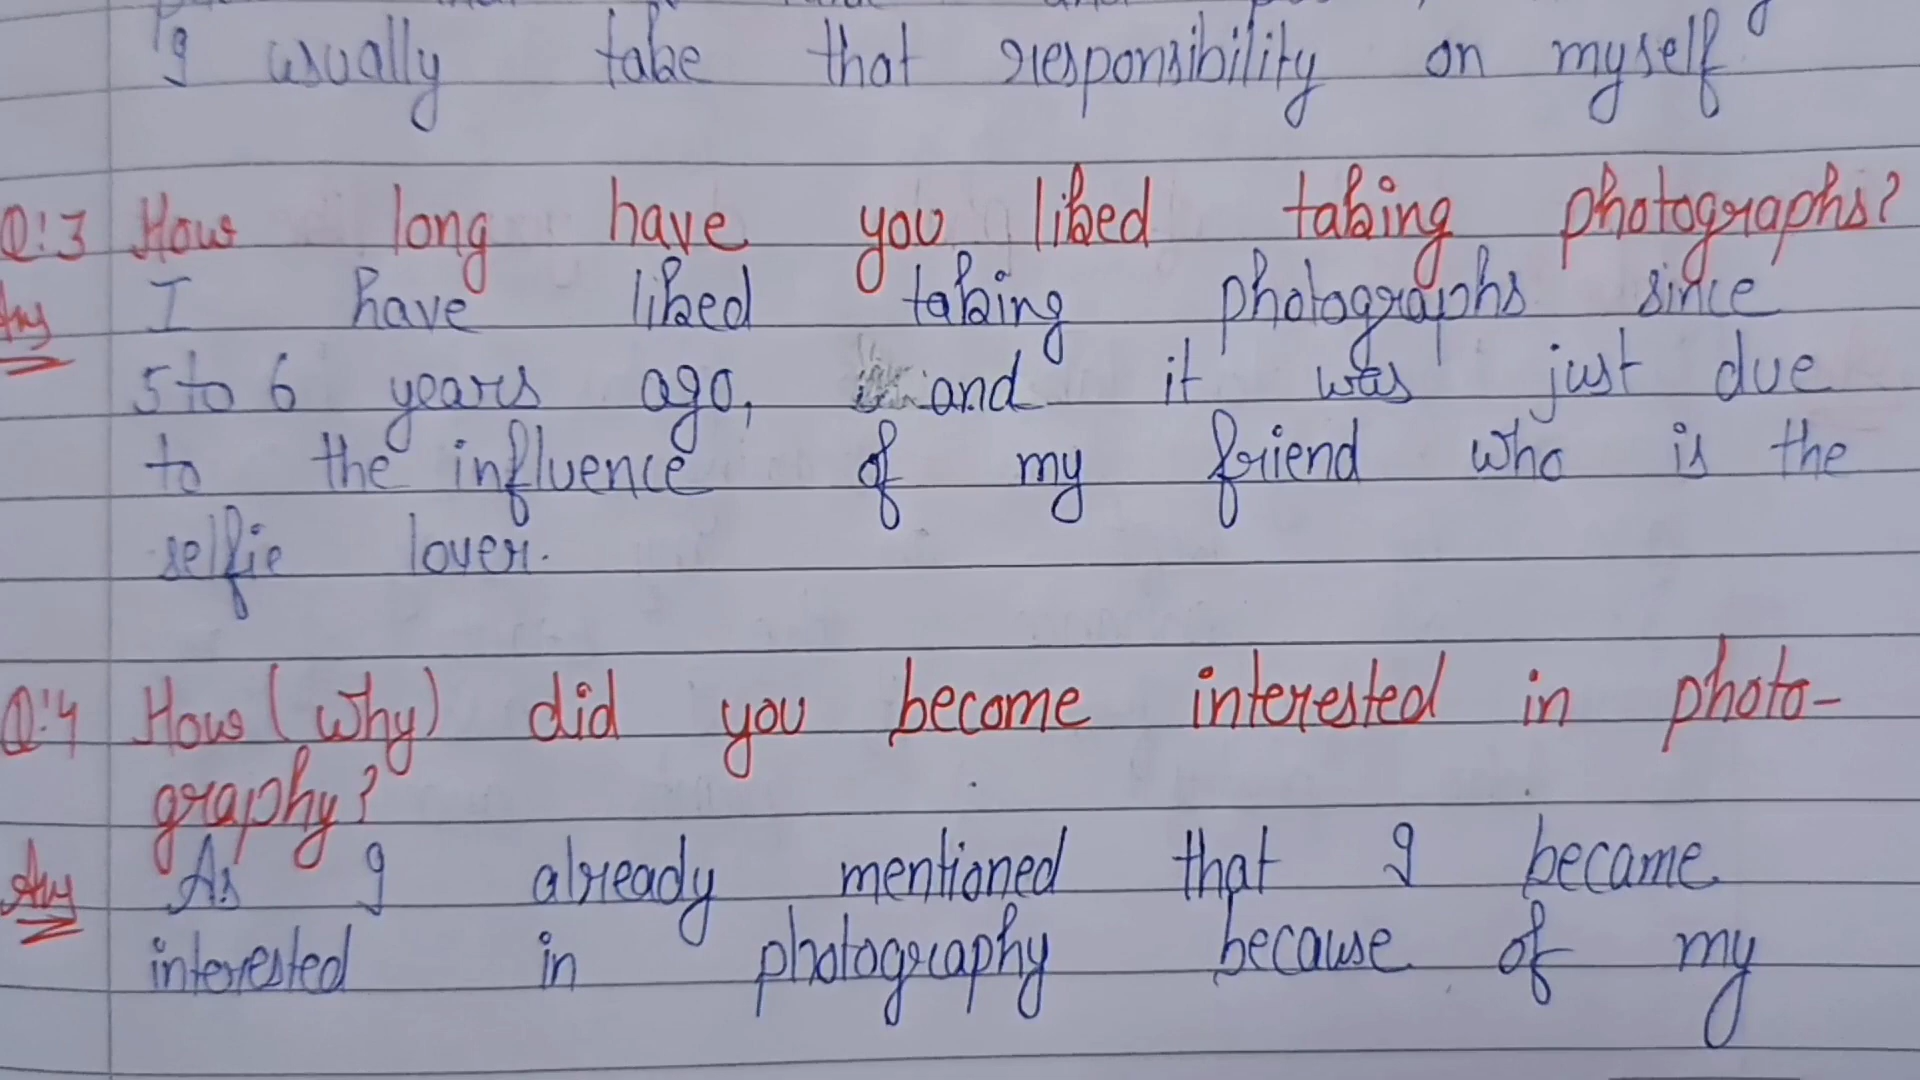 I usually take that responsibility on myself
Q:3 How long have you liked taking photographs?
Ans I have liked taking photographs since
5 to 6 years ago, and it was just due
to the influence of my friend who is the
selfie lover.
Q:4 How (why) did you become interested in photo-
graphy?
Ans As I already mentioned that I became
interested in photography because of my